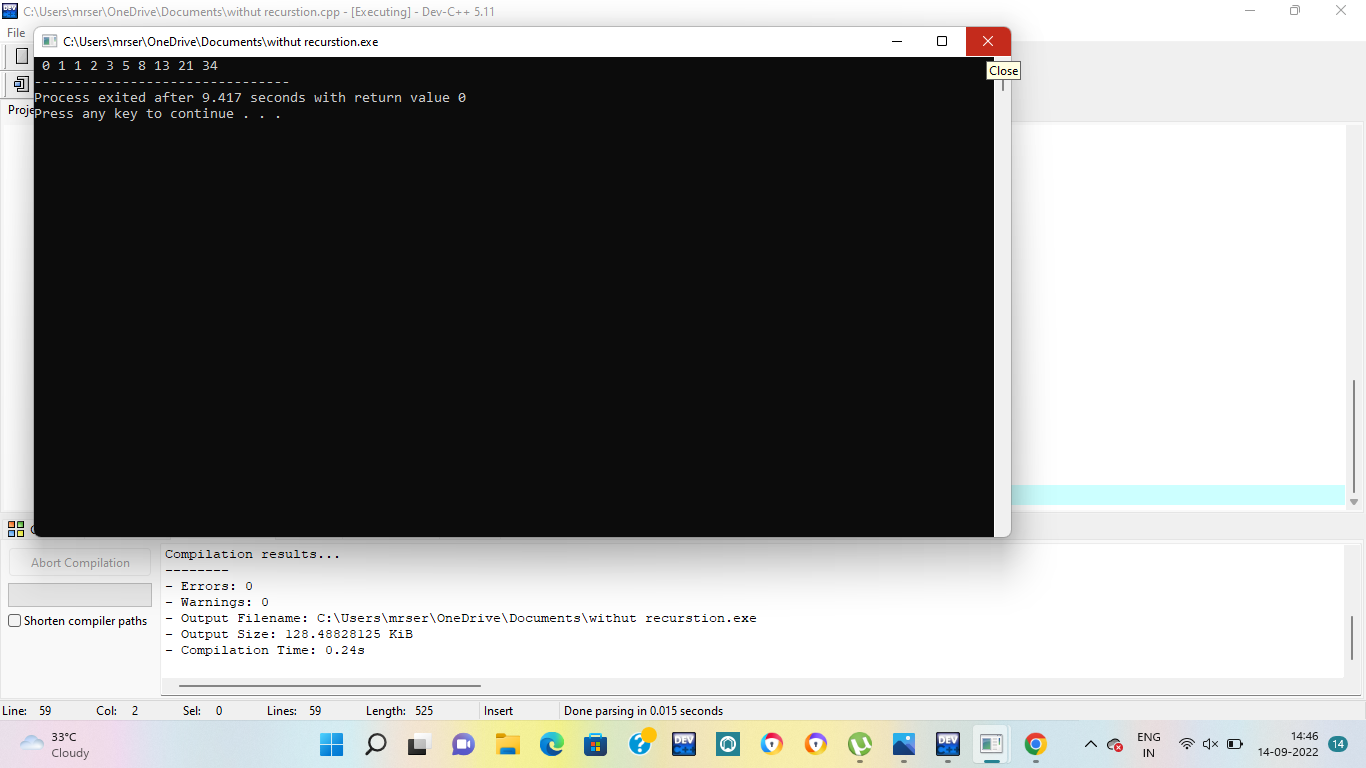 C:\Users\mrser\OneDrive\Documents\withut recurstion.cpp - [Executing] - Dev-C++ 5.11
File
C:\Users\mrser\OneDrive\Documents\withut recurstion.exe
Close
0 1 1 2 3 5 8 13 21 34
--------------------------------
Process exited after 9.417 seconds with return value 0
Press any key to continue . . .
Proje
Compilation results...
--------
- Errors: 0
- Warnings: 0
- Output Filename: C:\Users\mrser\OneDrive\Documents\withut recurstion.exe
- Output Size: 128.48828125 KiB
- Compilation Time: 0.24s
Abort Compilation
Shorten compiler paths
Line: 59 Col: 2 Sel: 0 Lines: 59 Length: 525 Insert Done parsing in 0.015 seconds
33°C
Cloudy
DEV
DEV
ENG
IN
14:46
14-09-2022
14